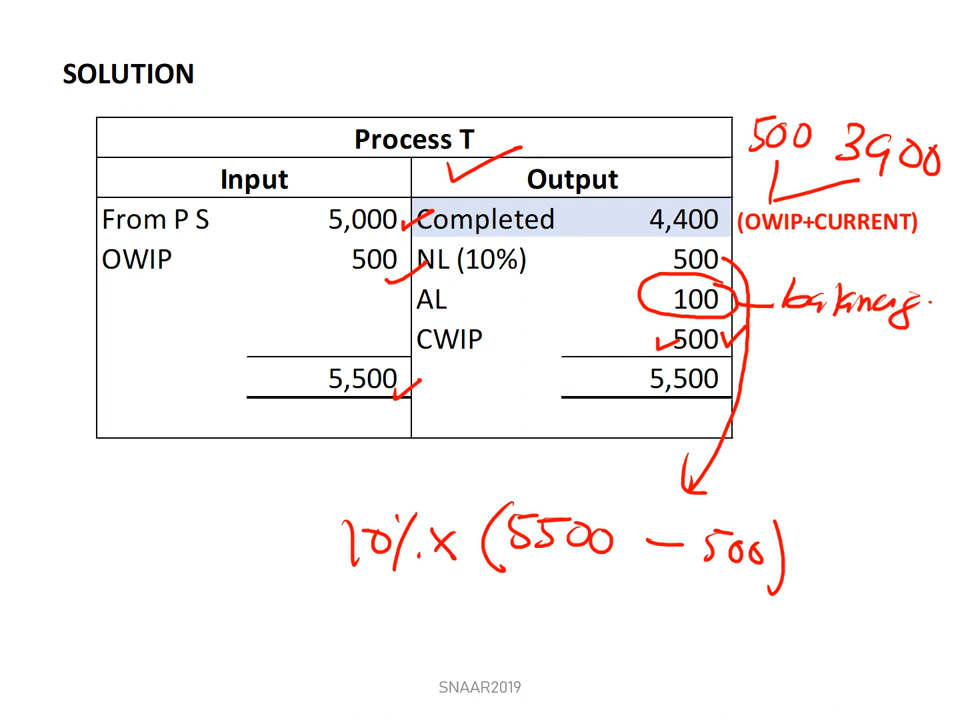 SOLUTION
Process T
500 3900
Input Output
From P S 5,000 Completed 4,400 (OWIP+CURRENT)
OWIP 500 NL (10%) 500
AL 100 balancing.
CWIP 500
5,500 5,500
10% x (5500 - 500)
SNAAR2019